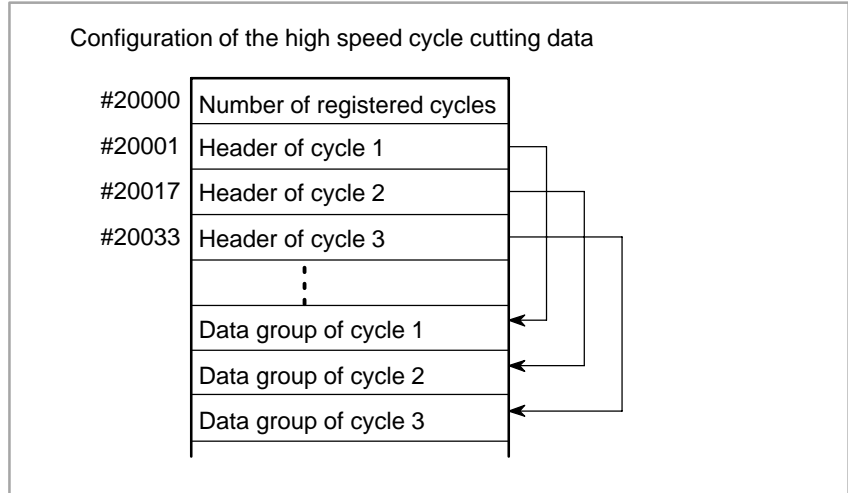 Configuration of the high speed cycle cutting data
#20000 Number of registered cycles
#20001 Header of cycle 1
#20017 Header of cycle 2
#20033 Header of cycle 3
Data group of cycle 1
Data group of cycle 2
Data group of cycle 3